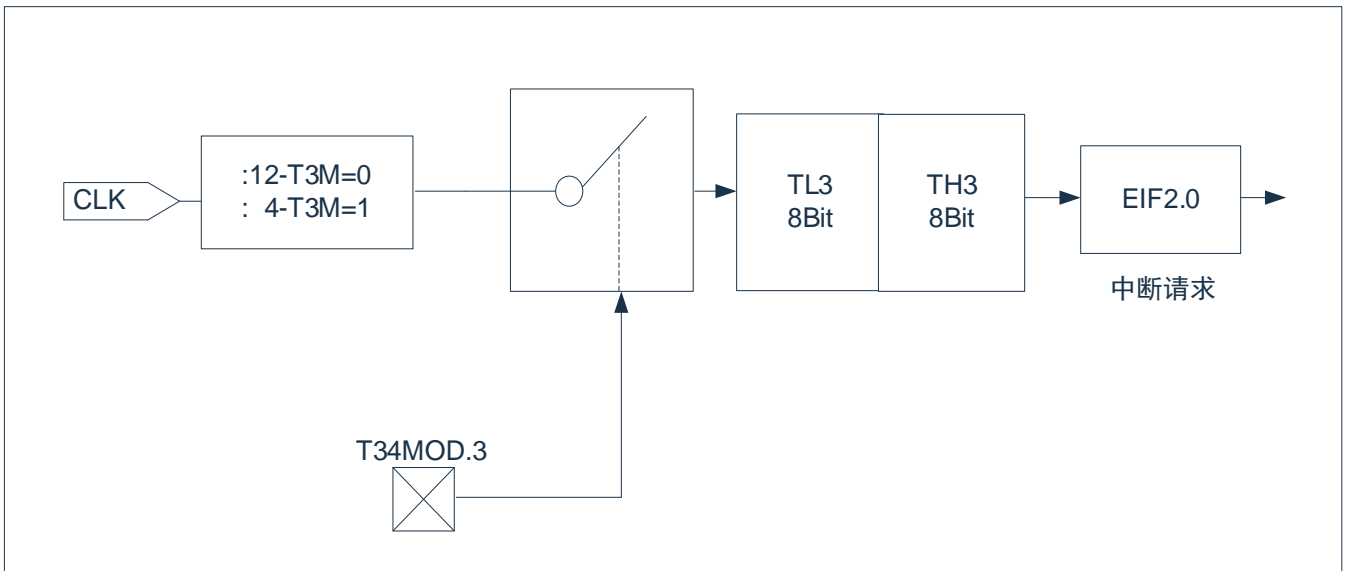 CLK
:12-T3M=0
: 4-T3M=1
TL3
8Bit
TH3
8Bit
EIF2.0
中断请求
T34MOD.3